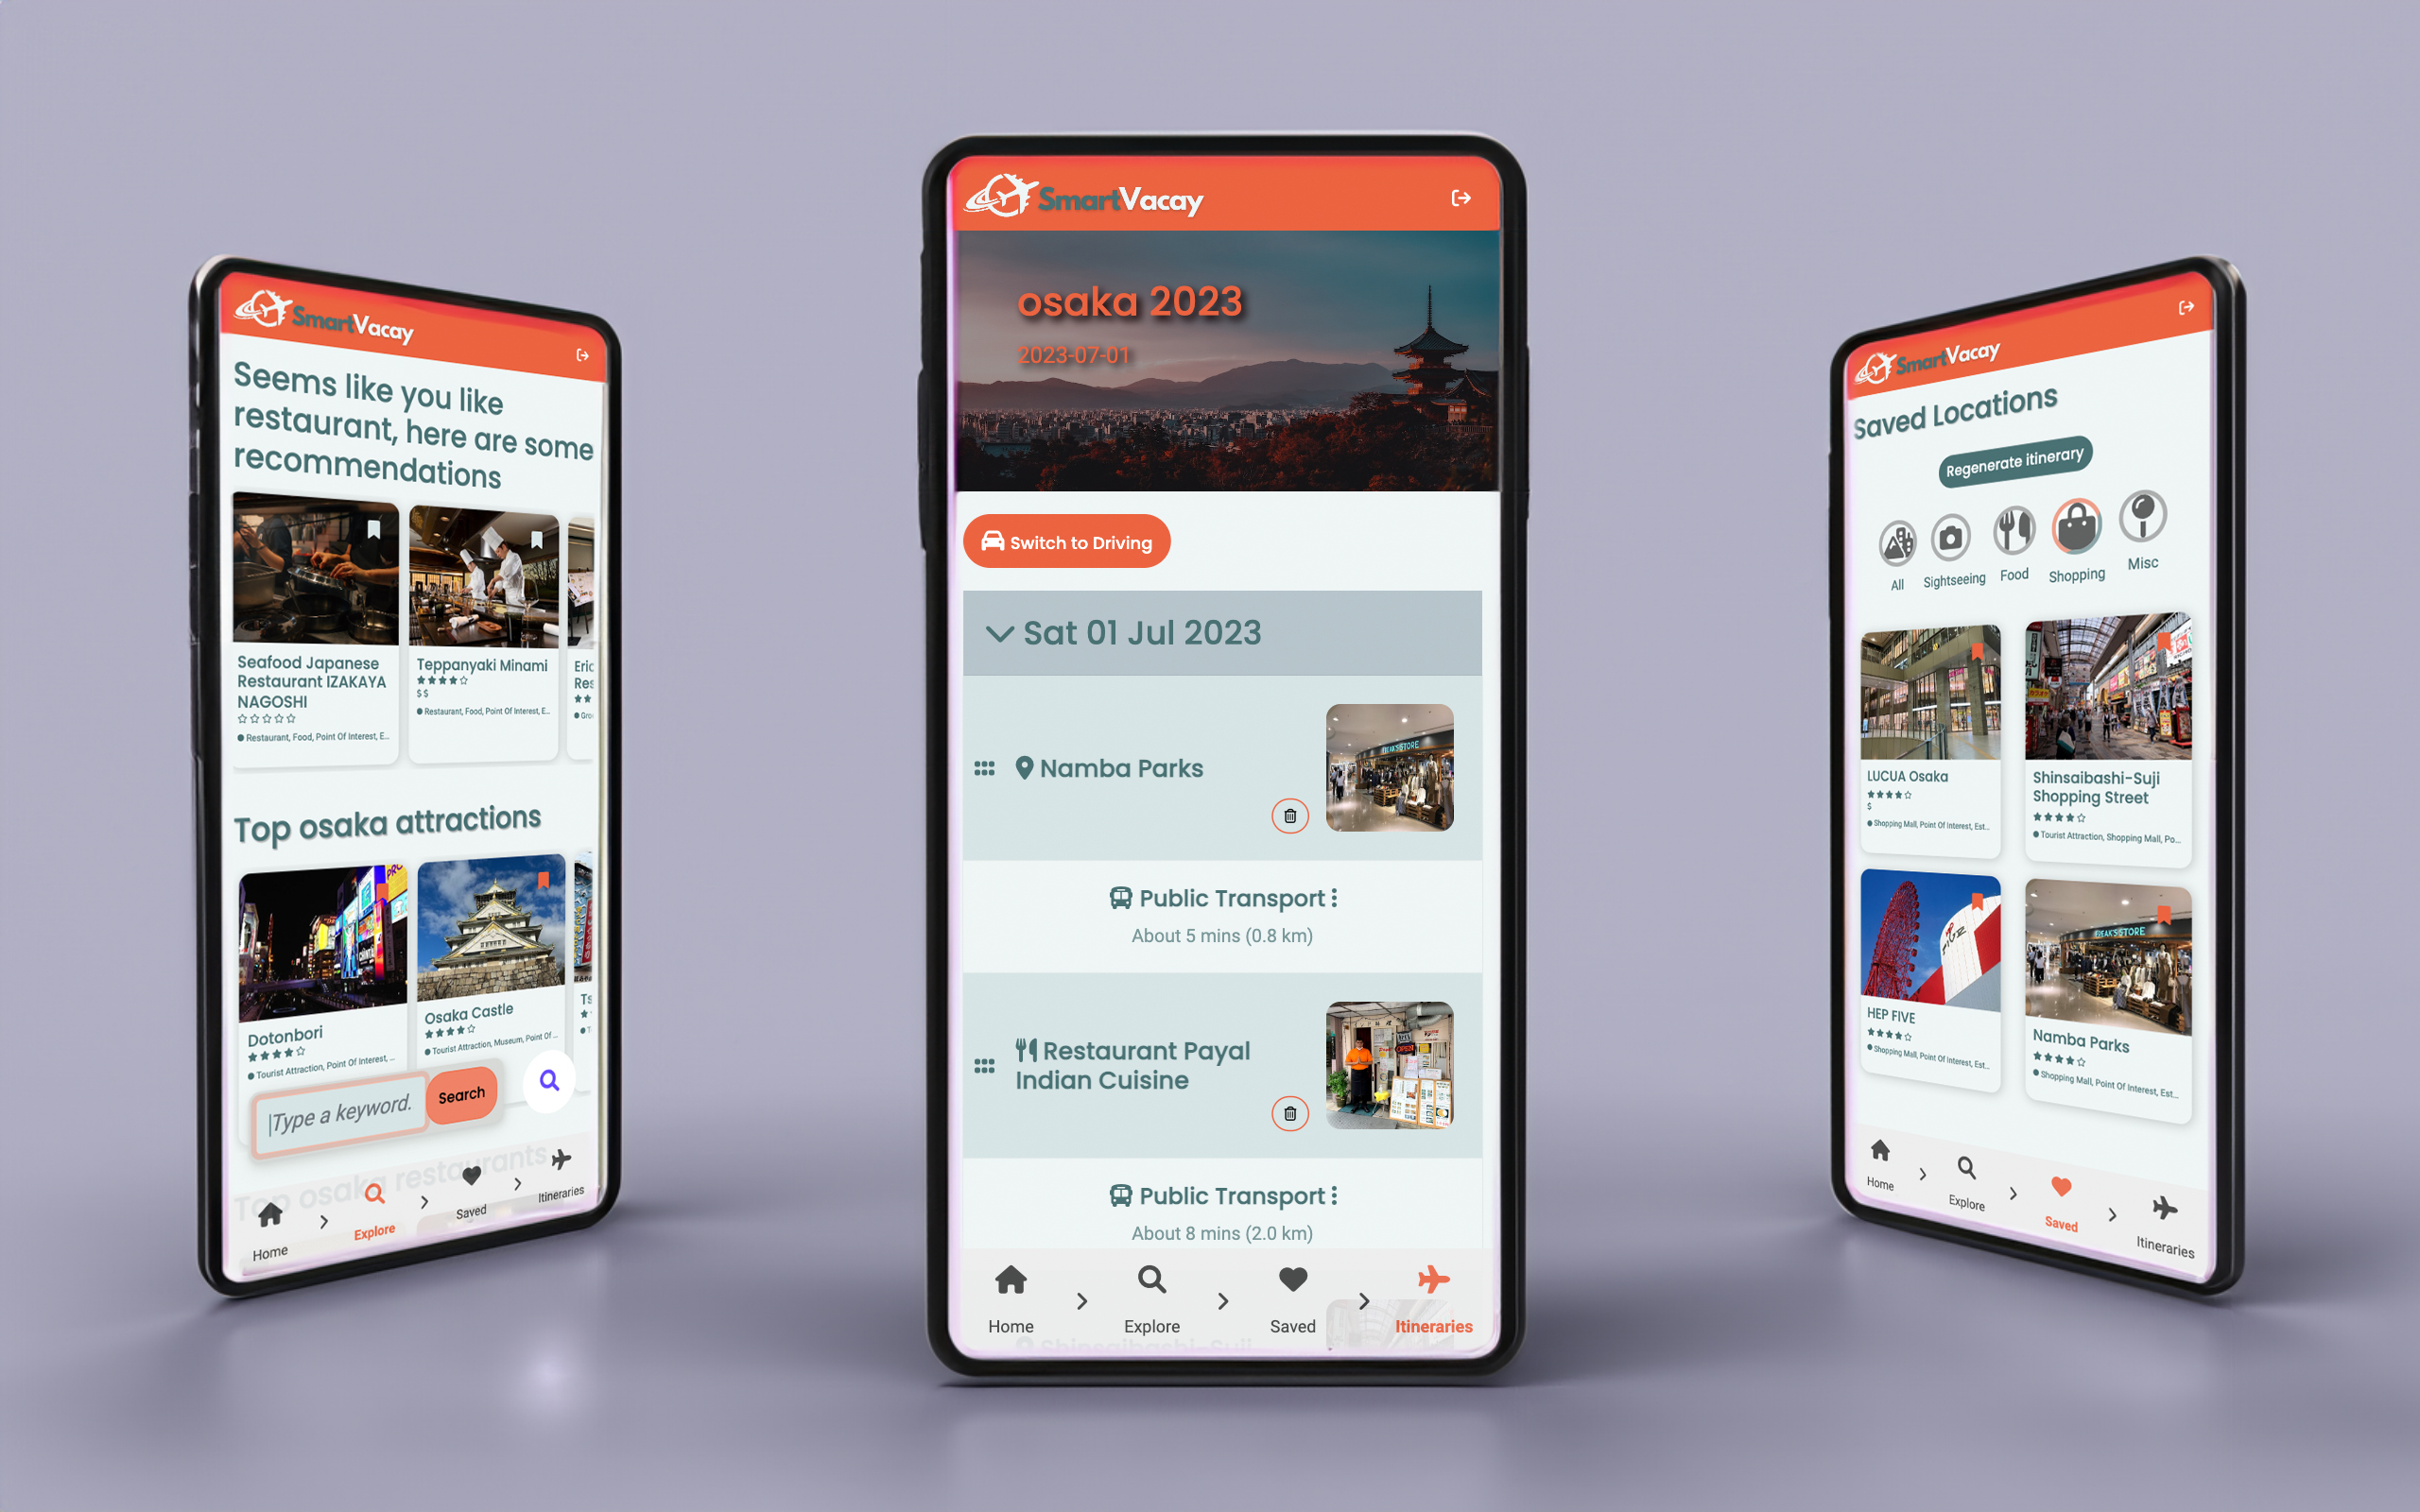 SmartVacay
Seems like you like
restaurant, here are some
recommendations
Seafood Japanese
Restaurant IZAKAYA
NAGOSHI
Restaurant, Food, Point Of Interest, E...
Teppanyaki Minami
$$
Restaurant, Food, Point Of Interest, E...
Top osaka attractions
Dotonbori
Tourist Attraction, Point Of Interest, ...
Osaka Castle
Tourist Attraction, Museum, Point Of ...
Type a keyword.
Search
Top osaka restaurants
Home
Explore
Saved
Itineraries
SmartVacay
osaka 2023
2023-07-01
Switch to Driving
Sat 01 Jul 2023
Namba Parks
FREAK'S STORE
Public Transport
About 5 mins (0.8 km)
Restaurant Payal
Indian Cuisine
OPEN
Public Transport
About 8 mins (2.0 km)
Shinsaibashi-Suji
Home
Explore
Saved
Itineraries
SmartVacay
Saved Locations
Regenerate itinerary
All
Sightseeing
Food
Shopping
Misc
LUCUA Osaka
$
Shopping Mall, Point Of Interest, Est...
Shinsaibashi-Suji
Shopping Street
Tourist Attraction, Shopping Mall, Po...
HEP FIVE
Shopping Mall, Point Of Interest, Est...
FREAK'S STORE
Namba Parks
Shopping Mall, Point Of Interest, Est...
Home
Explore
Saved
Itineraries